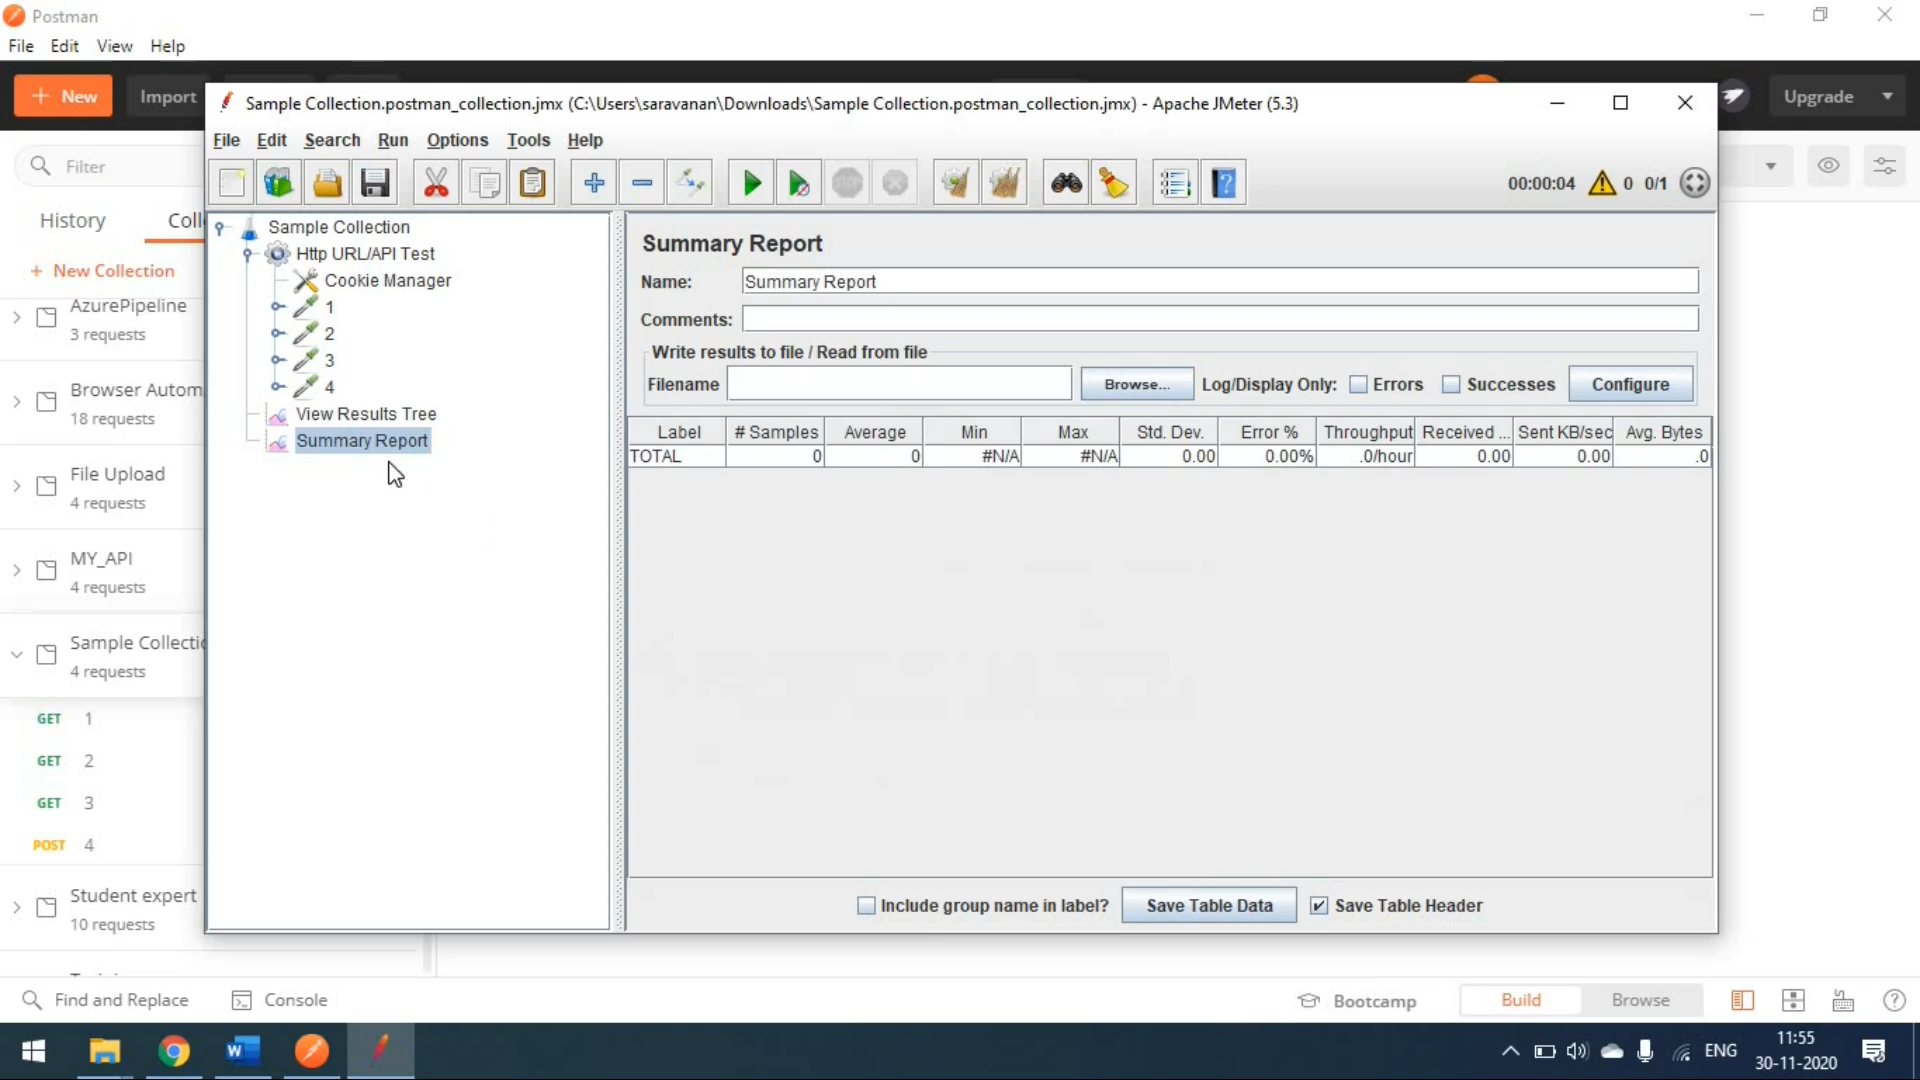 Postman
File Edit View Help
+ New
Import
Upgrade
Filter
History
Coll
+ New Collection
AzurePipeline
3 requests
Browser Autom
18 requests
File Upload
4 requests
MY_API
4 requests
Sample Collectio
4 requests
GET 1
GET 2
GET 3
POST 4
Student expert
10 requests
Sample Collection.postman_collection.jmx (C:\Users\saravanan\Downloads\Sample Collection.postman_collection.jmx) - Apache JMeter (5.3)
File Edit Search Run Options Tools Help
00:00:04 0 0/1
Sample Collection
Http URL/API Test
Cookie Manager
1
2
3
4
View Results Tree
Summary Report
Summary Report
Name: Summary Report
Comments:
Write results to file / Read from file
Filename Browse... Log/Display Only: Errors Successes Configure
Label # Samples Average Min Max Std. Dev. Error % Throughput Received ... Sent KB/sec Avg. Bytes
TOTAL 0 0 #N/A #N/A 0.00 0.00% .0/hour 0.00 0.00 .0
Include group name in label? Save Table Data Save Table Header
Find and Replace Console Bootcamp Build Browse
ENG
11:55
30-11-2020